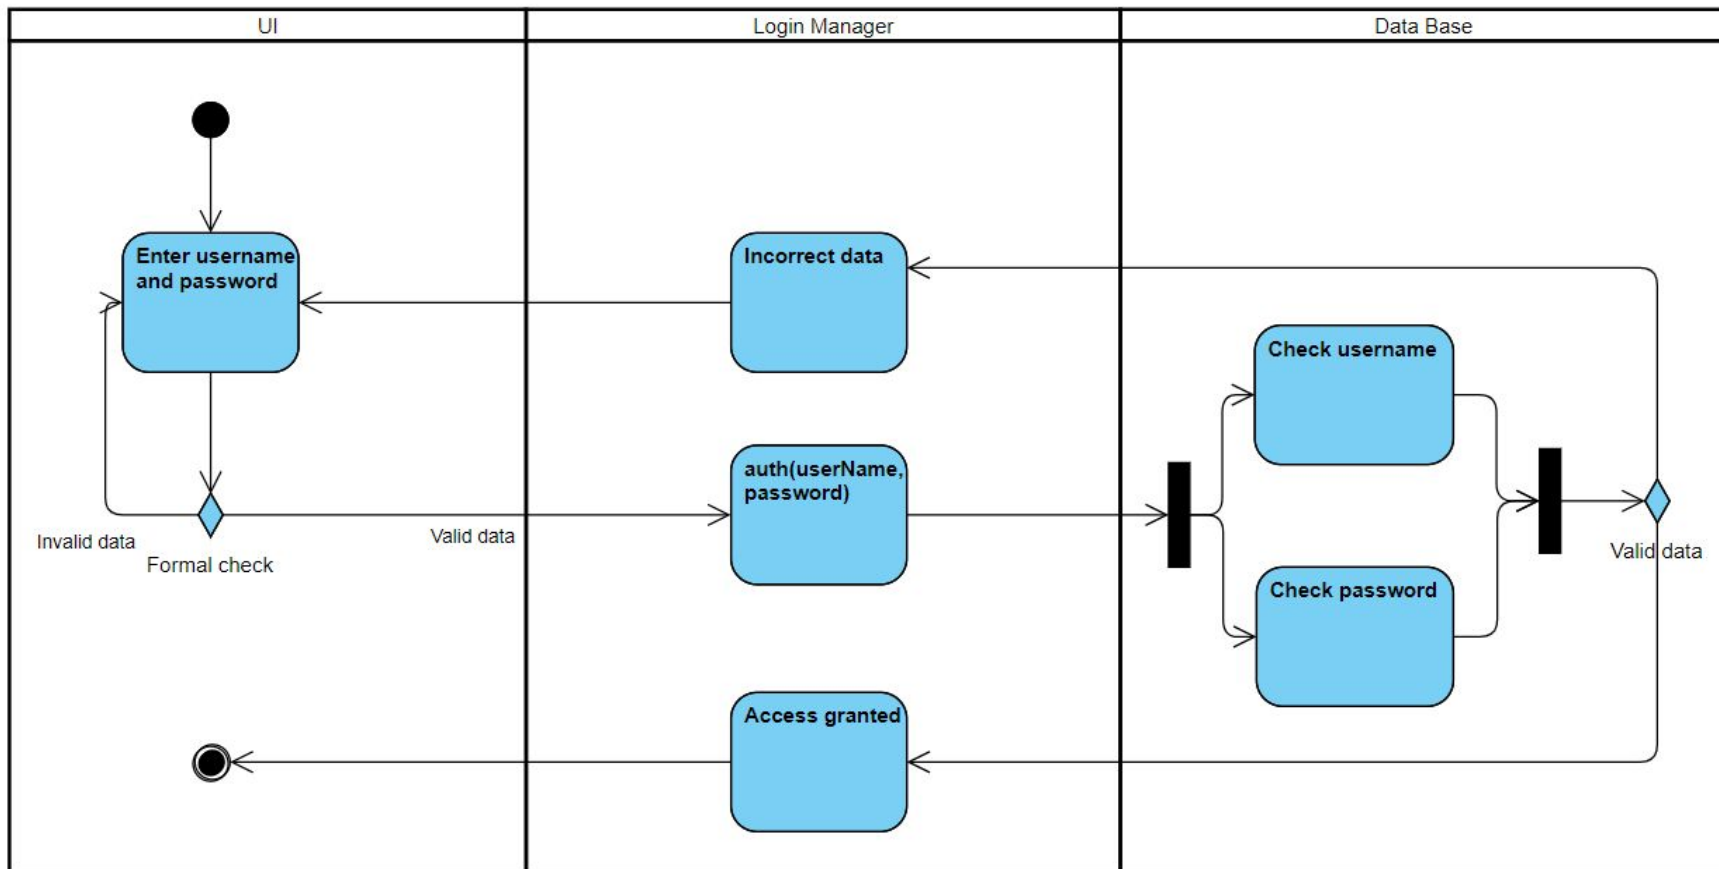 UI
Login Manager
Data Base
Enter username
and password
Incorrect data
Check username
auth(userName,
password)
Invalid data
Valid data
Formal check
Valid data
Check password
Access granted